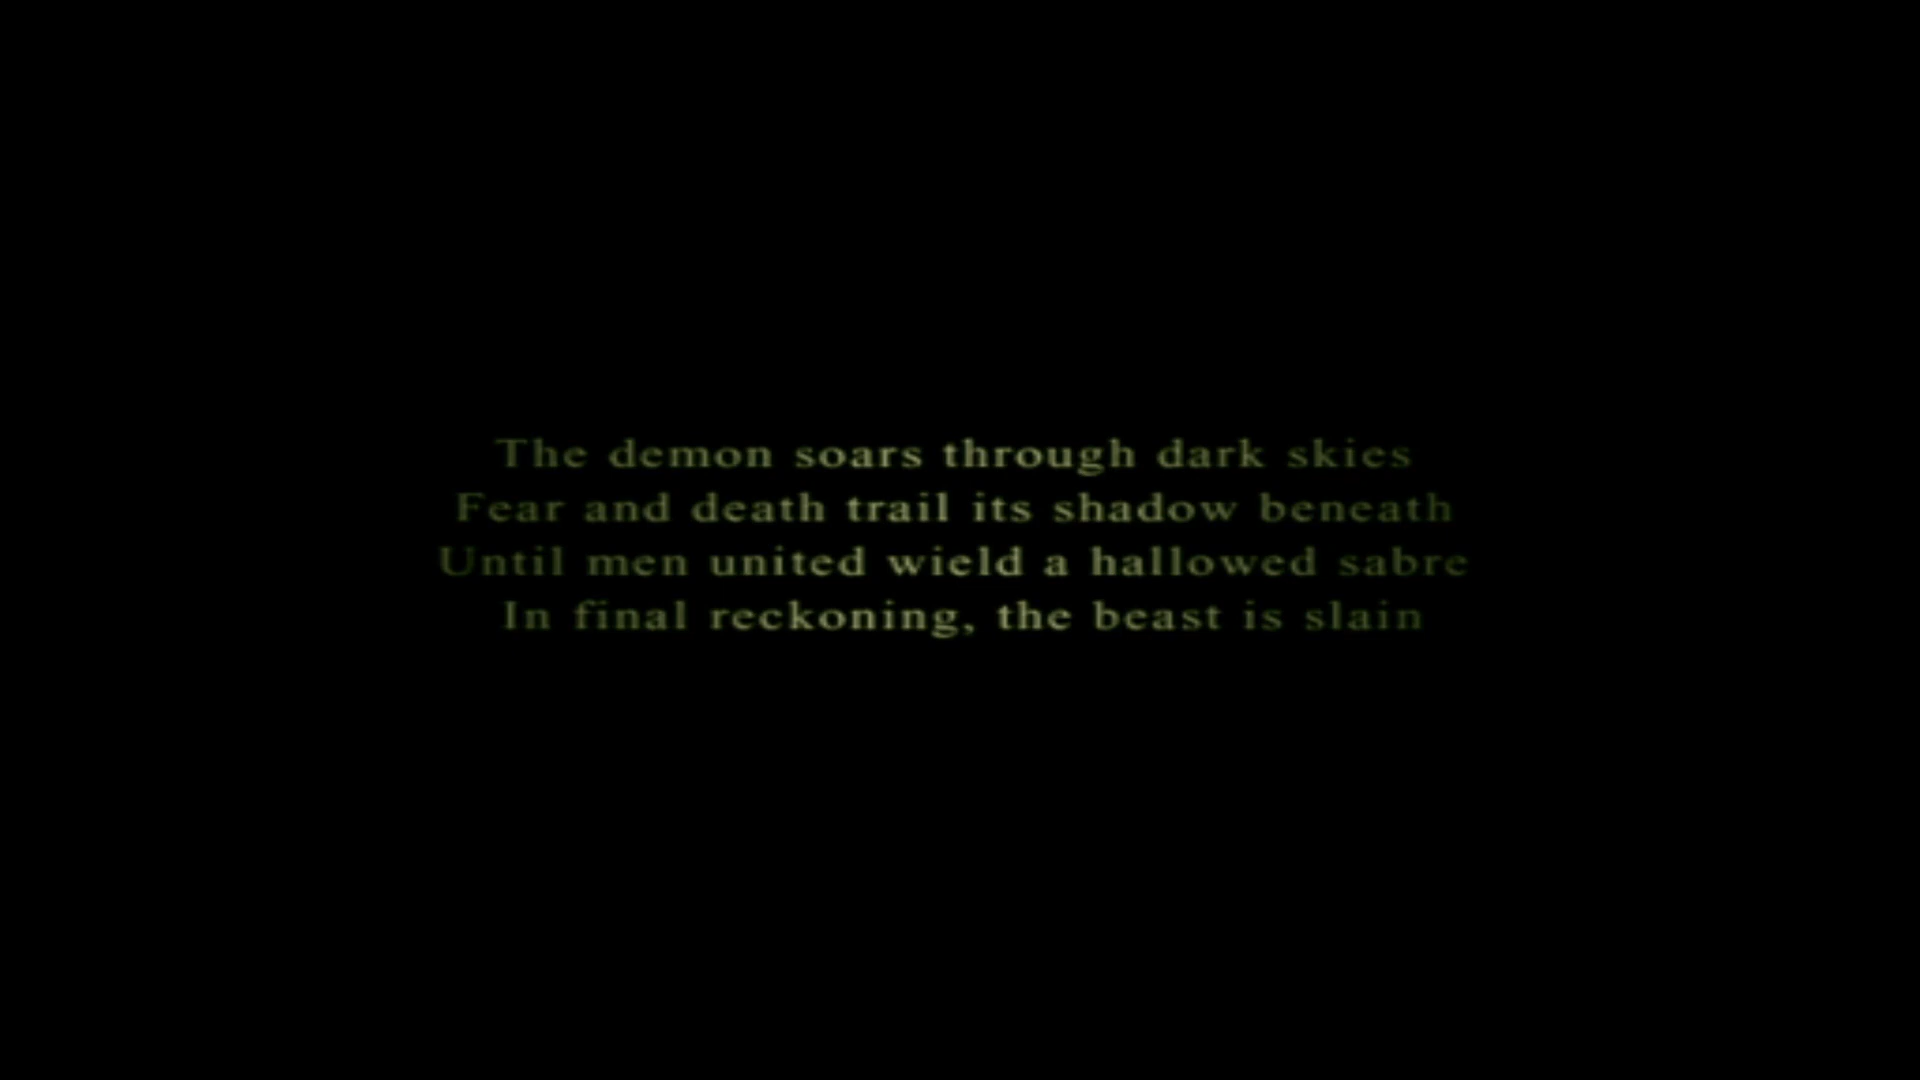 The demon soars through dark skies
Fear and death trail its shadow beneath
Until men united wield a hallowed sabre
In final reckoning, the beast is slain